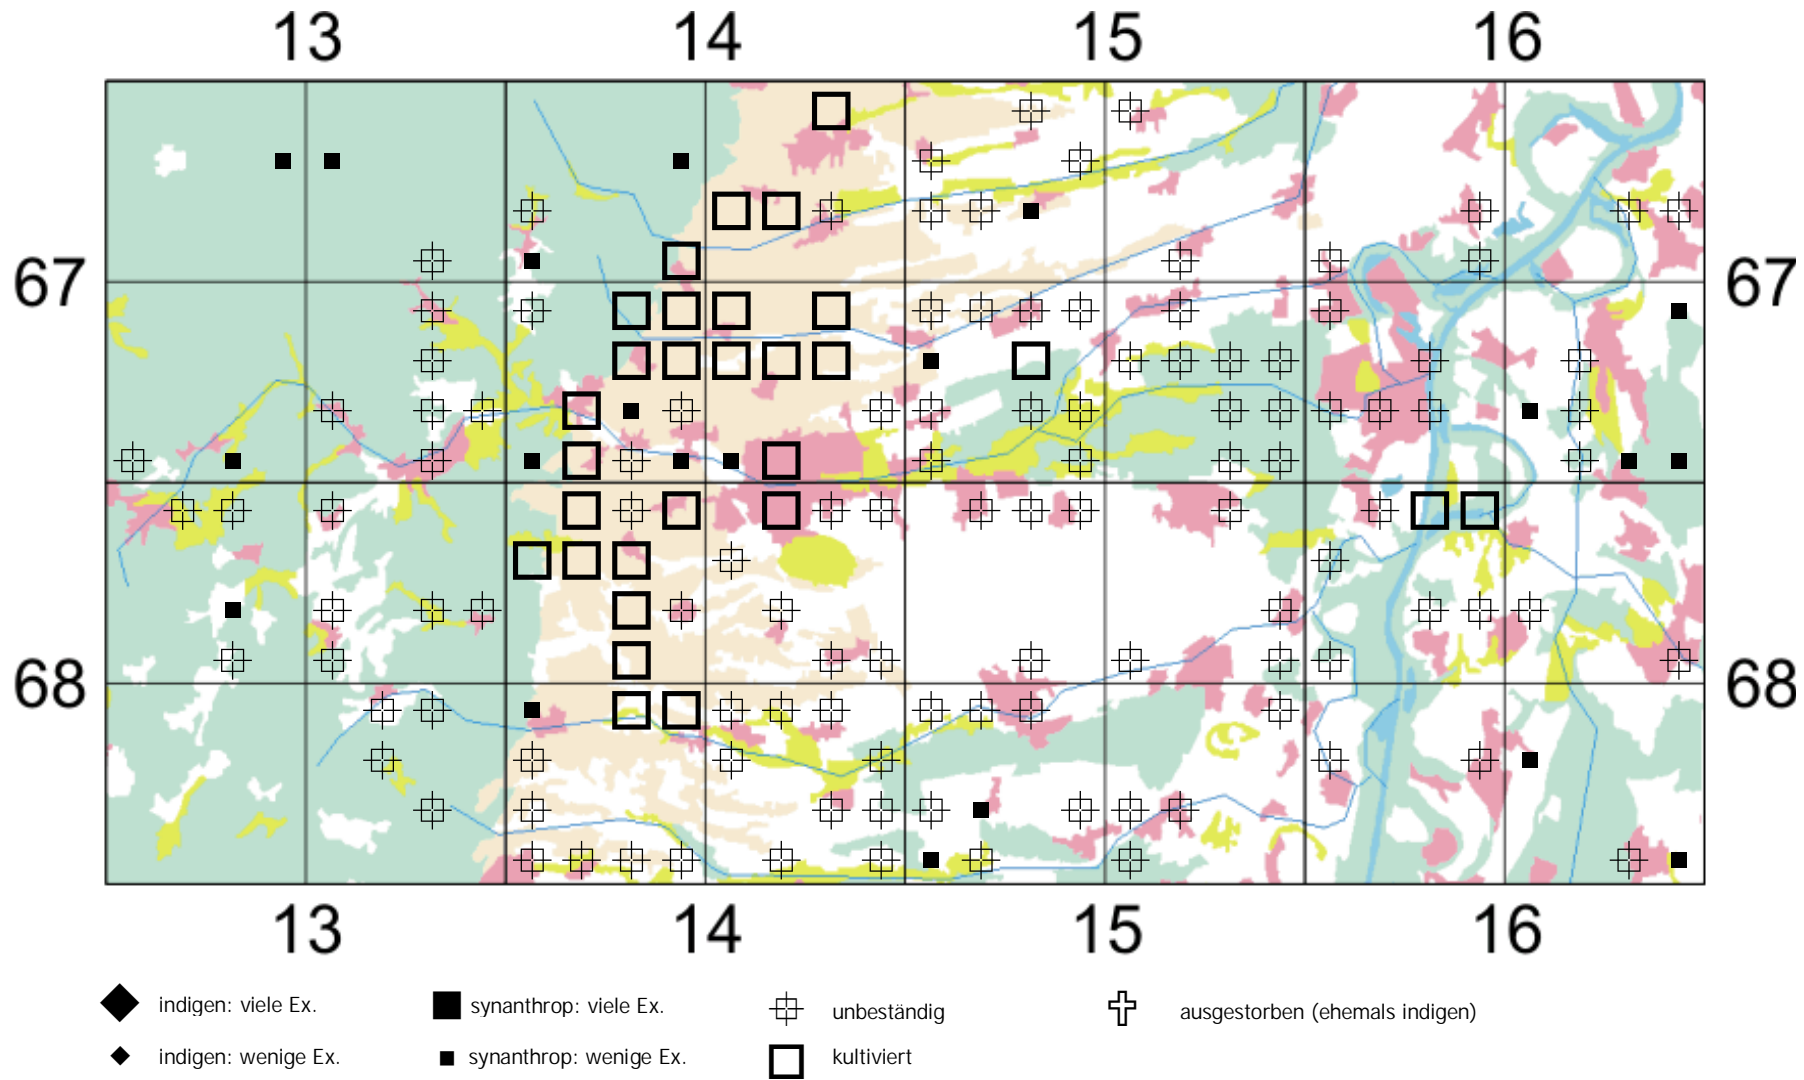 13 14 15 16
67 67
68 68
13 14 15 16
indigen: viele Ex. synanthrop: viele Ex. unbeständig ausgestorben (ehemals indigen)
indigen: wenige Ex. synanthrop: wenige Ex. kultiviert